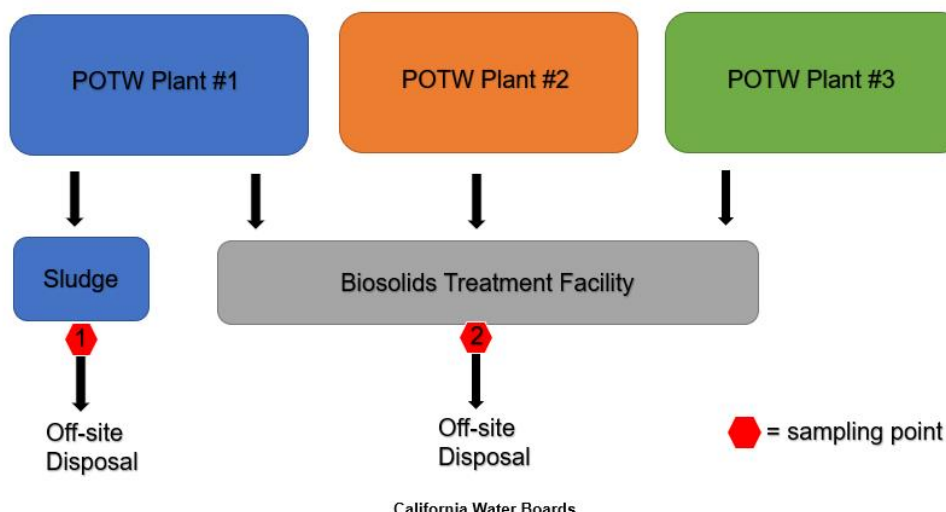 POTW Plant #1
POTW Plant #2
POTW Plant #3
Sludge
Biosolids Treatment Facility
1
2
Off-site
Disposal
Off-site
Disposal
= sampling point
California Water Boards